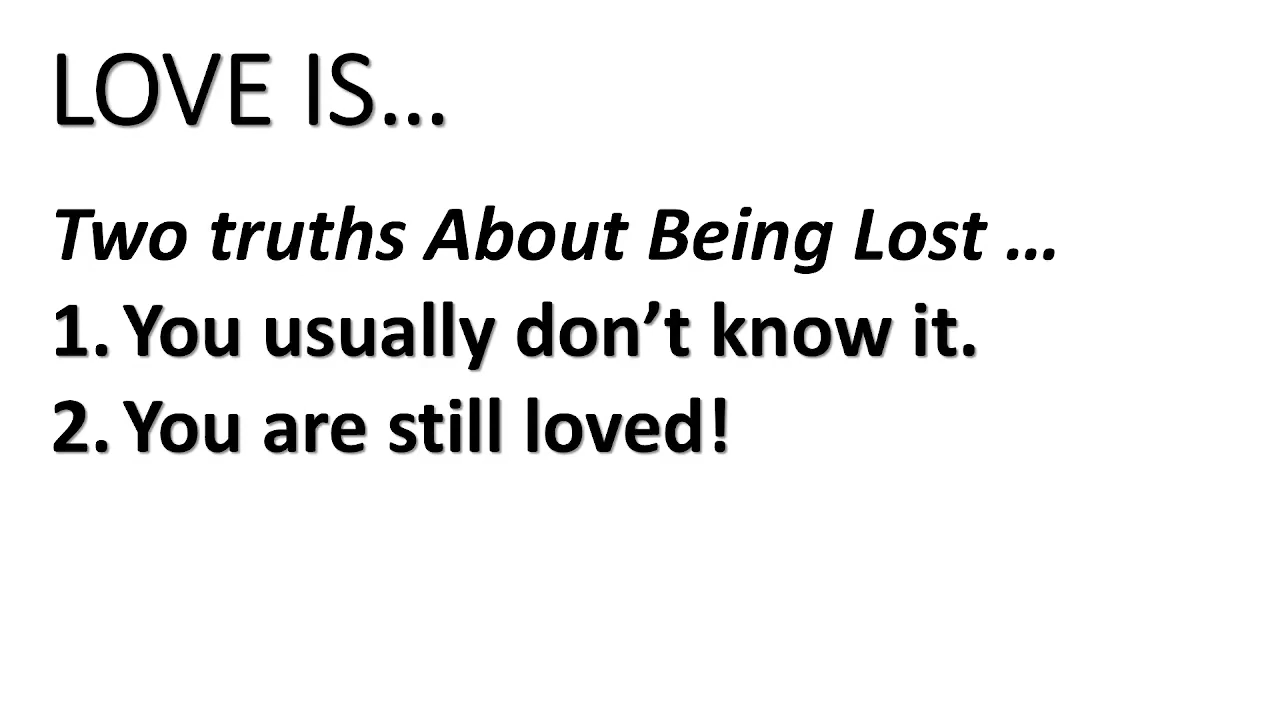 LOVE IS…
Two truths About Being Lost …
1. You usually don’t know it.
2. You are still loved!